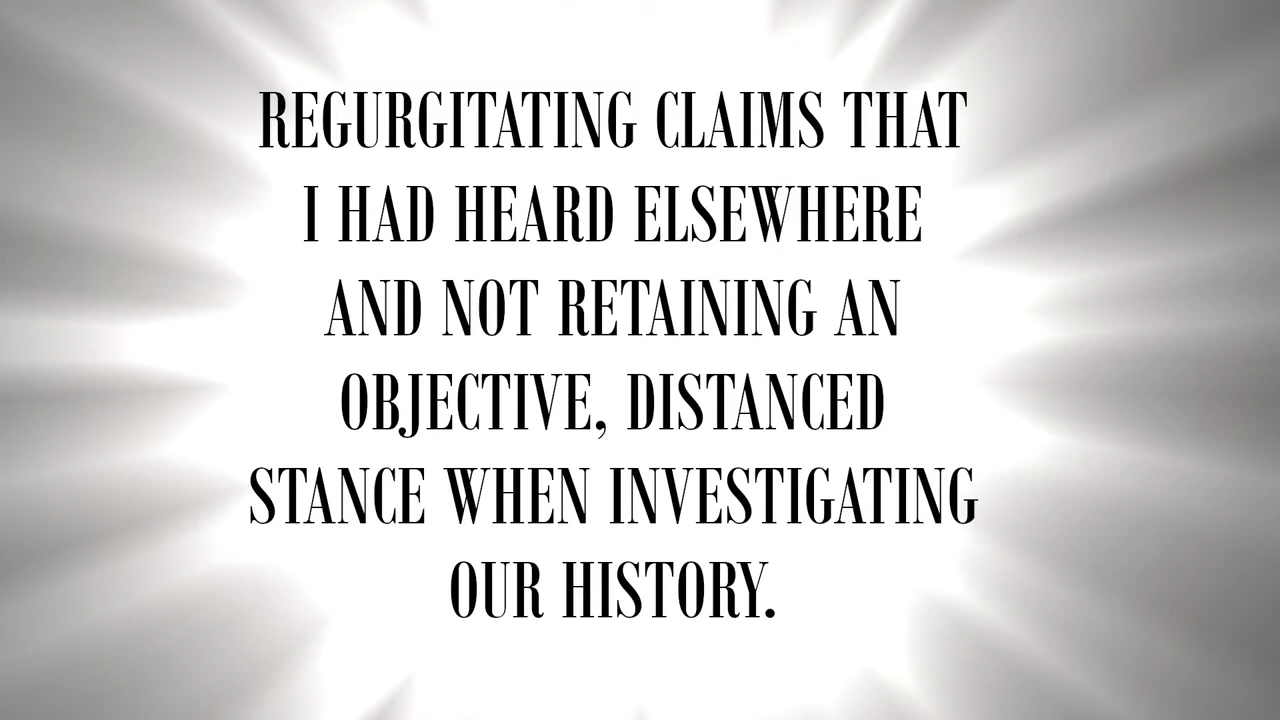 REGURGITATING CLAIMS THAT
I HAD HEARD ELSEWHERE
AND NOT RETAINING AN
OBJECTIVE, DISTANCED
STANCE WHEN INVESTIGATING
OUR HISTORY.